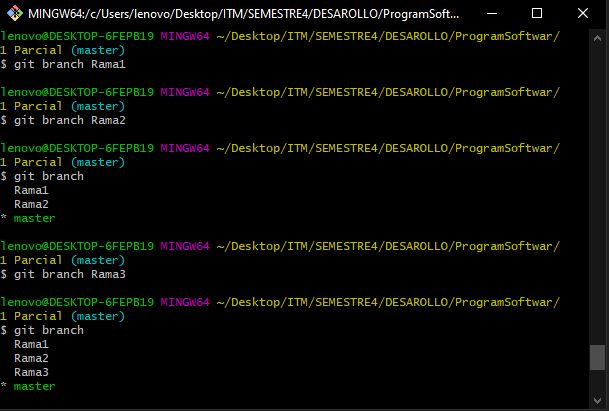 MINGW64:/c/Users/lenovo/Desktop/ITM/SEMESTRE4/DESAROLLO/ProgramSoft...
lenovo@DESKTOP-6FEPB19 MINGW64 ~/Desktop/ITM/SEMESTRE4/DESAROLLO/ProgramSoftwar/
1 Parcial (master)
$ git branch Rama1
lenovo@DESKTOP-6FEPB19 MINGW64 ~/Desktop/ITM/SEMESTRE4/DESAROLLO/ProgramSoftwar/
1 Parcial (master)
$ git branch Rama2
lenovo@DESKTOP-6FEPB19 MINGW64 ~/Desktop/ITM/SEMESTRE4/DESAROLLO/ProgramSoftwar/
1 Parcial (master)
$ git branch
  Rama1
  Rama2
* master
lenovo@DESKTOP-6FEPB19 MINGW64 ~/Desktop/ITM/SEMESTRE4/DESAROLLO/ProgramSoftwar/
1 Parcial (master)
$ git branch Rama3
lenovo@DESKTOP-6FEPB19 MINGW64 ~/Desktop/ITM/SEMESTRE4/DESAROLLO/ProgramSoftwar/
1 Parcial (master)
$ git branch
  Rama1
  Rama2
  Rama3
* master